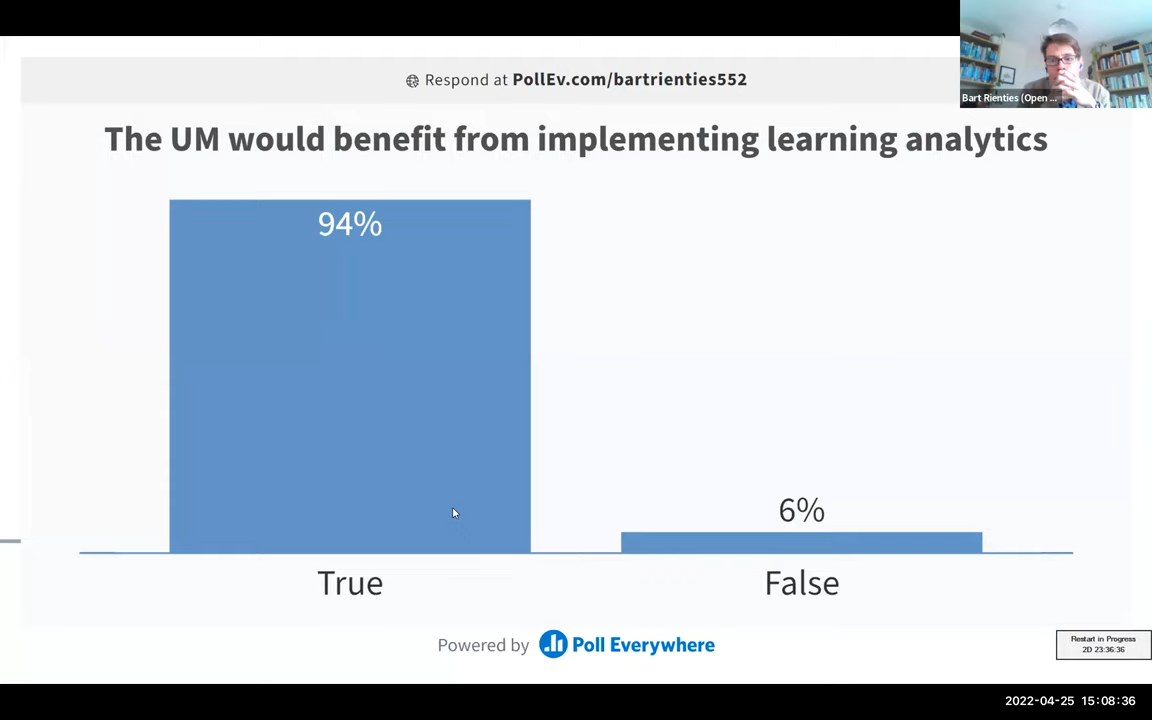 Respond at PollEv.com/bartrienties552
Bart Rienties (Open ...
The UM would benefit from implementing learning analytics
94%
6%
True
False
Powered by Poll Everywhere
Restart in Progress
2D 23:36:36
2022-04-25 15:08:36